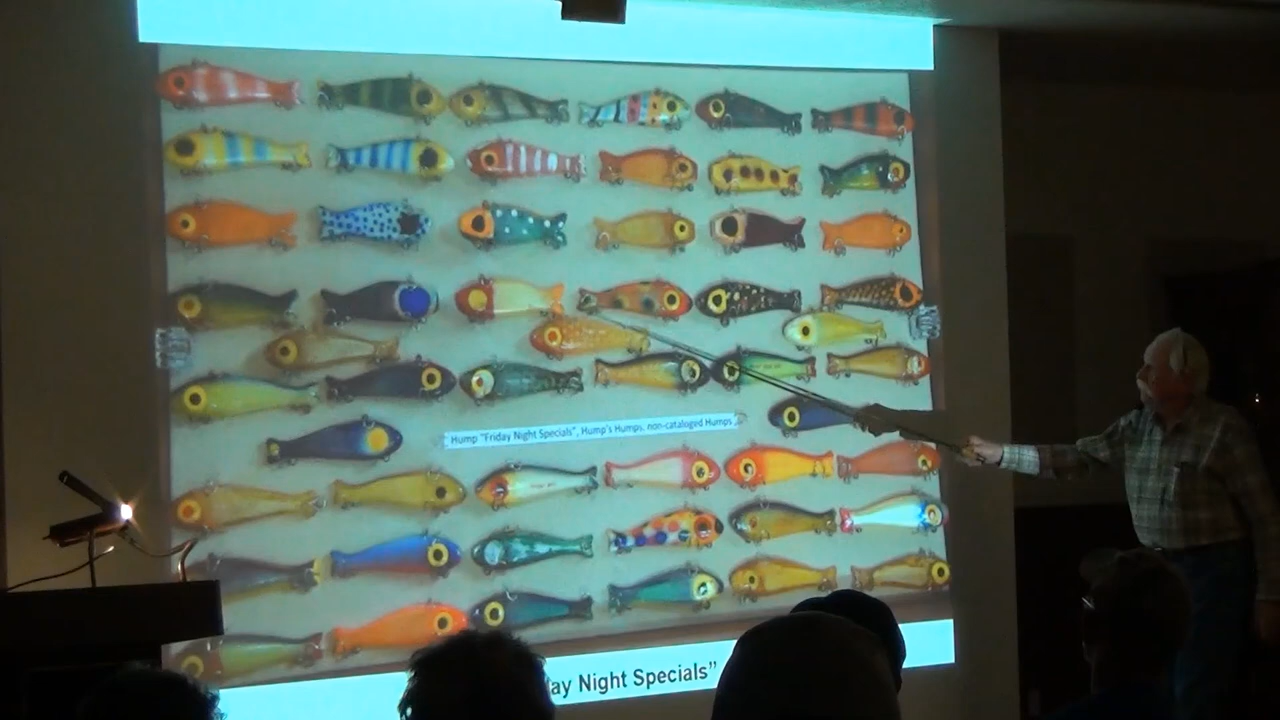 Hump "Friday Night Specials", Hump's Humps, non-cataloged Humps
ay Night Specials"